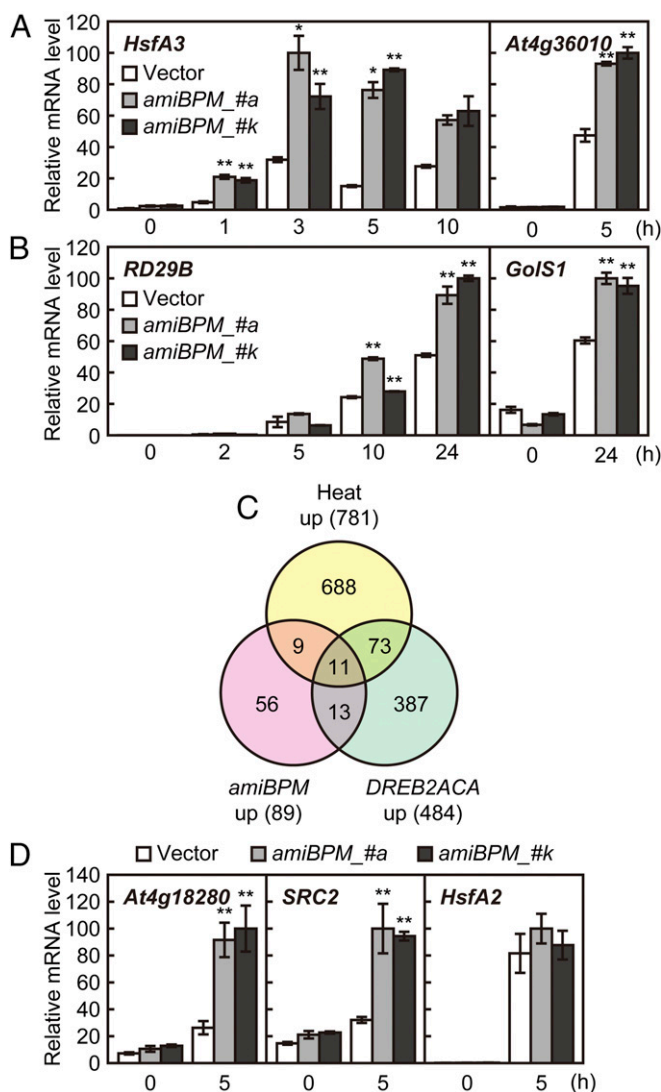 A
HsfA3
At4g36010
Relative mRNA level
120
100
80
60
40
20
0
Vector
amiBPM_#a
amiBPM_#k
** ** * ** * ** ** **
0 1 3 5 10 0 5 (h)
B
RD29B
GolS1
Relative mRNA level
120
100
80
60
40
20
0
Vector
amiBPM_#a
amiBPM_#k
** ** ** ** ** **
0 2 5 10 24 0 24 (h)
C
Heat
up (781)
688
9 73
11
56 13 387
amiBPM DREB2ACA
up (89) up (484)
D
Vector amiBPM_#a amiBPM_#k
At4g18280 SRC2 HsfA2
Relative mRNA level
140
120
100
80
60
40
20
0
** ** ** **
0 5 0 5 0 5 (h)